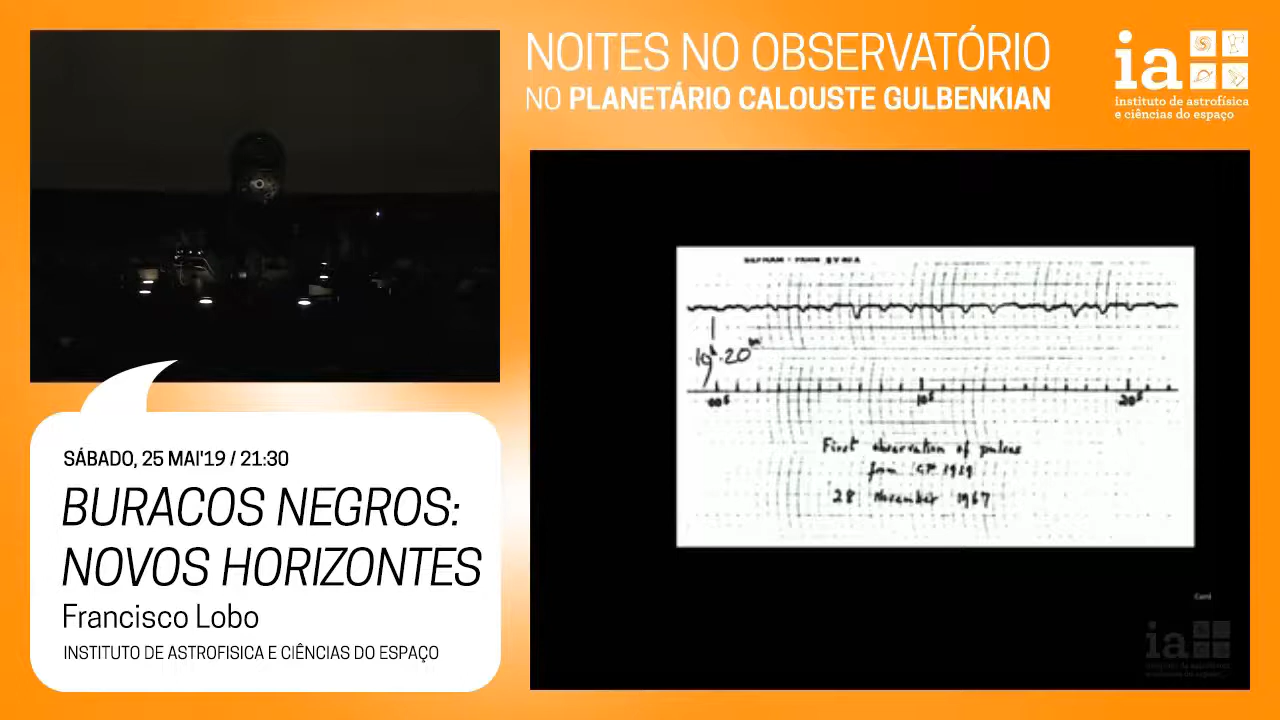 NOITES NO OBSERVATÓRIO
NO PLANETÁRIO CALOUSTE GULBENKIAN
ia
instituto de astrofísica
e ciências do espaço
19h 20m
00s 10s 20s
First observation of pulses
from CP 1919
28 November 1967
SÁBADO, 25 MAI'19 / 21:30
BURACOS NEGROS:
NOVOS HORIZONTES
Francisco Lobo
INSTITUTO DE ASTROFISICA E CIÊNCIAS DO ESPAÇO
ia